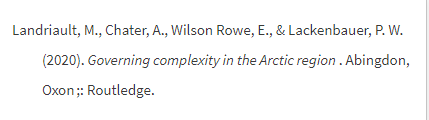 Landriault, M., Chater, A., Wilson Rowe, E., & Lackenbauer, P. W.
(2020). Governing complexity in the Arctic region . Abingdon,
Oxon;: Routledge.